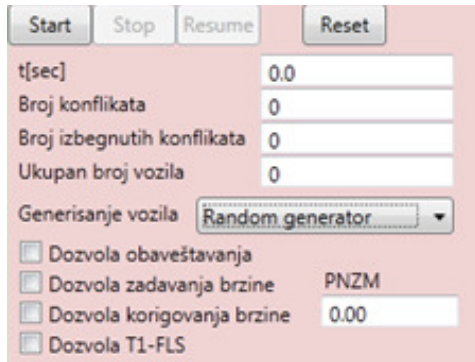 Start Stop Resume Reset
t[sec] 0.0
Broj konflikata 0
Broj izbegnutih konflikata 0
Ukupan broj vozila 0
Generisanje vozila Random generator
Dozvola obaveštavanja
Dozvola zadavanja brzine PNZM
Dozvola korigovanja brzine 0.00
Dozvola T1-FLS